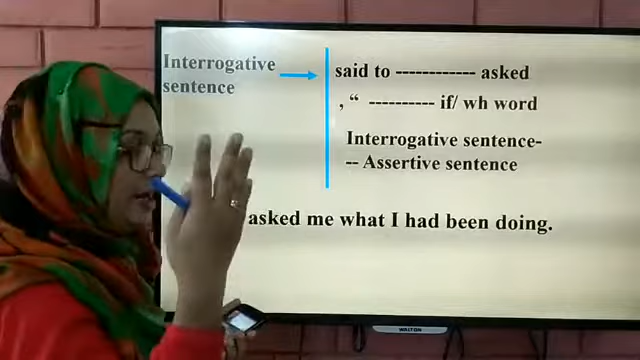 Interrogative
sentence
said to ------------ asked
, “ ---------- if/ wh word
Interrogative sentence-
-- Assertive sentence
asked me what I had been doing.
WALTON